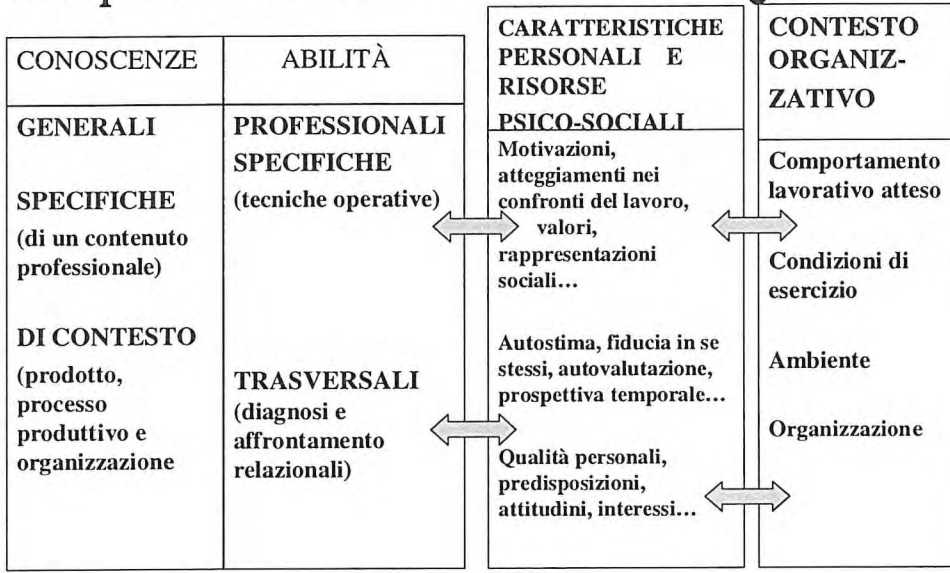 CONOSCENZE
GENERALI
SPECIFICHE
(di un contenuto
professionale)
DI CONTESTO
(prodotto,
processo
produttivo e
organizzazione
ABILITÀ
PROFESSIONALI
SPECIFICHE
(tecniche operative)
TRASVERSALI
(diagnosi e
affrontamento
relazionali)
CARATTERISTICHE
PERSONALI E
RISORSE
PSICO-SOCIALI
Motivazioni,
atteggiamenti nei
confronti del lavoro,
valori,
rappresentazioni
sociali…
Autostima, fiducia in se
stessi, autovalutazione,
prospettiva temporale…
Qualità personali,
predisposizioni,
attitudini, interessi…
CONTESTO
ORGANIZ-
ZATIVO
Comportamento
lavorativo atteso
Condizioni di
esercizio
Ambiente
Organizzazione